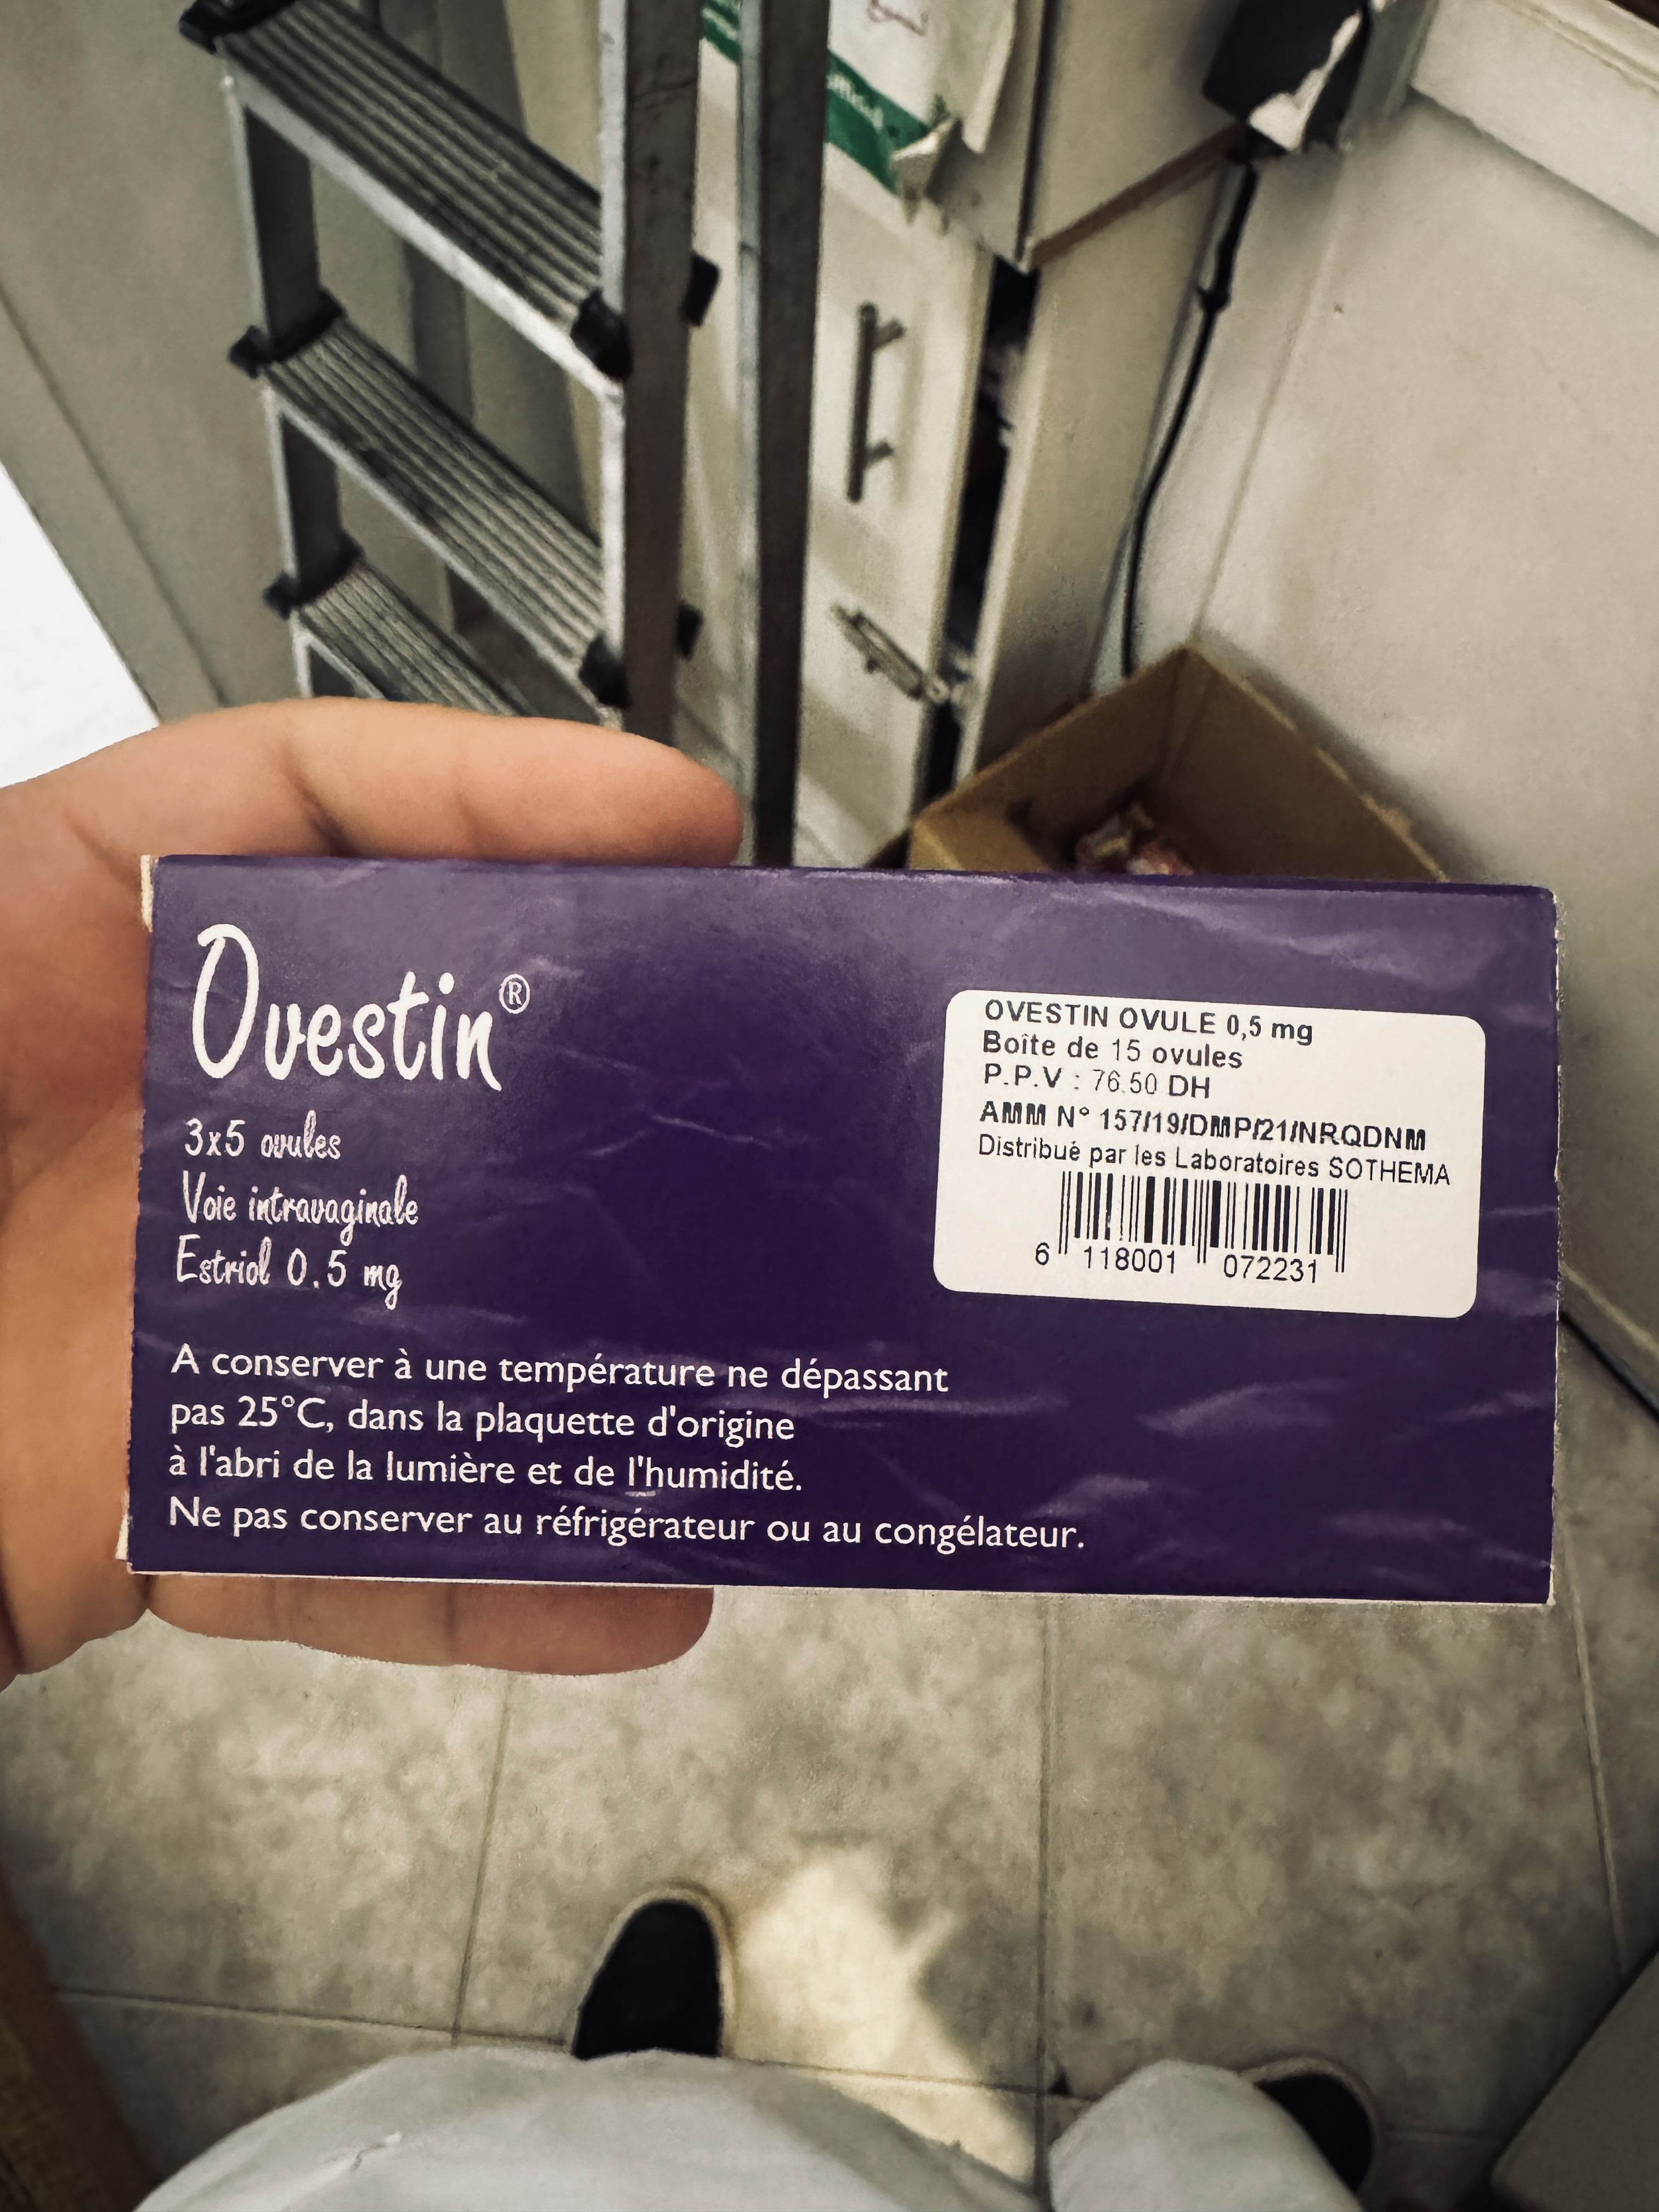 Ovestin®
3x5 ovules
Voie intravaginale
Estriol 0.5 mg
A conserver à une température ne dépassant
pas 25°C, dans la plaquette d'origine
à l'abri de la lumière et de l'humidité.
Ne pas conserver au réfrigérateur ou au congélateur.
OVESTIN OVULE 0,5 mg
Boîte de 15 ovules
P.P.V : 76.50 DH
AMM N° 157/19/DMP/21/NRQDNM
Distribué par les Laboratoires SOTHEMA
6 118001 072231